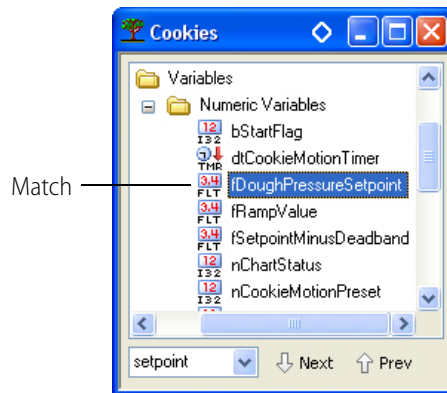 Cookies
Variables
Numeric Variables
12 I32 bStartFlag
TMR dtCookieMotionTimer
Match 3.4 FLT fDoughPressureSetpoint
3.4 FLT fRampValue
3.4 FLT fSetpointMinusDeadband
12 I32 nChartStatus
12 I32 nCookieMotionPreset
12
setpoint Next Prev